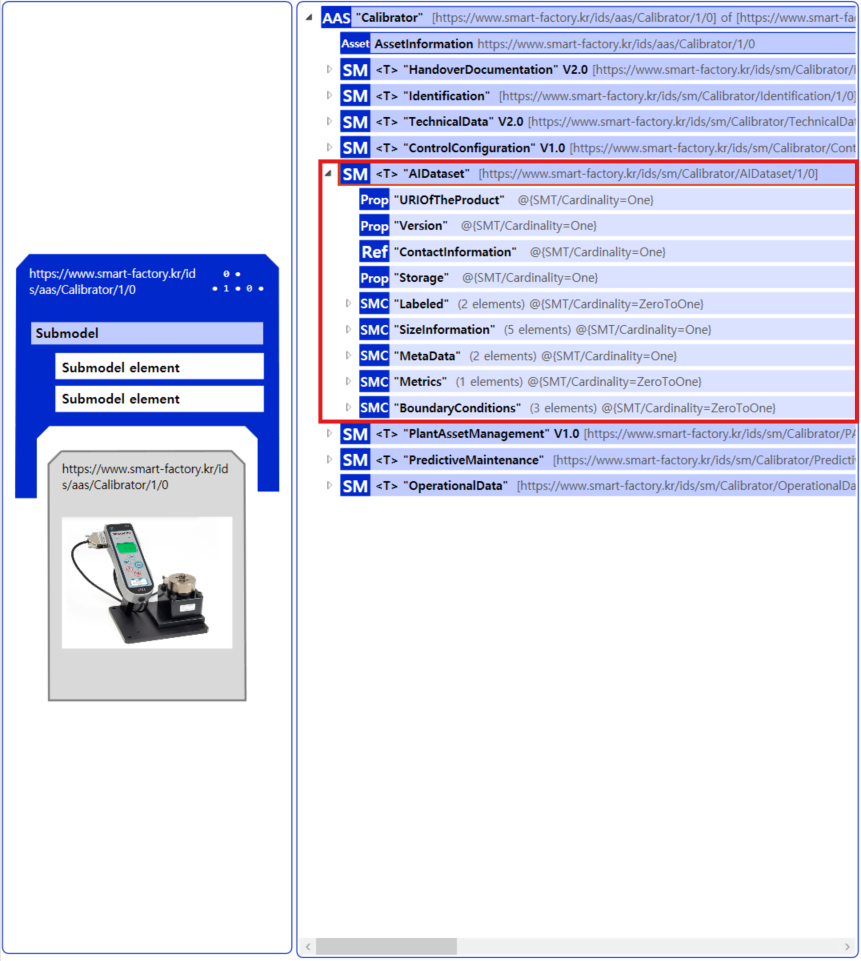 https://www.smart-factory.kr/id
s/aas/Calibrator/1/0
0
1 0
Submodel
Submodel element
Submodel element
https://www.smart-factory.kr/id
s/aas/Calibrator/1/0
AAS "Calibrator" [https://www.smart-factory.kr/ids/aas/Calibrator/1/0] of [https://www.smart-fa
Asset AssetInformation https://www.smart-factory.kr/ids/aas/Calibrator/1/0
SM <T> "HandoverDocumentation" V2.0 [https://www.smart-factory.kr/ids/sm/Calibrator/
SM <T> "Identification" [https://www.smart-factory.kr/ids/sm/Calibrator/Identification/1/0]
SM <T> "TechnicalData" V2.0 [https://www.smart-factory.kr/ids/sm/Calibrator/TechnicalDat
SM <T> "ControlConfiguration" V1.0 [https://www.smart-factory.kr/ids/sm/Calibrator/Cont
SM <T> "AIDataset" [https://www.smart-factory.kr/ids/sm/Calibrator/AIDataset/1/0]
Prop "URIOfTheProduct" @{SMT/Cardinality=One}
Prop "Version" @{SMT/Cardinality=One}
Ref "ContactInformation" @{SMT/Cardinality=One}
Prop "Storage" @{SMT/Cardinality=One}
SMC "Labeled" (2 elements) @{SMT/Cardinality=ZeroToOne}
SMC "SizeInformation" (5 elements) @{SMT/Cardinality=One}
SMC "MetaData" (2 elements) @{SMT/Cardinality=One}
SMC "Metrics" (1 elements) @{SMT/Cardinality=ZeroToOne}
SMC "BoundaryConditions" (3 elements) @{SMT/Cardinality=ZeroToOne}
SM <T> "PlantAssetManagement" V1.0 [https://www.smart-factory.kr/ids/sm/Calibrator/PA
SM <T> "PredictiveMaintenance" [https://www.smart-factory.kr/ids/sm/Calibrator/Predicti
SM <T> "OperationalData" [https://www.smart-factory.kr/ids/sm/Calibrator/OperationalDa